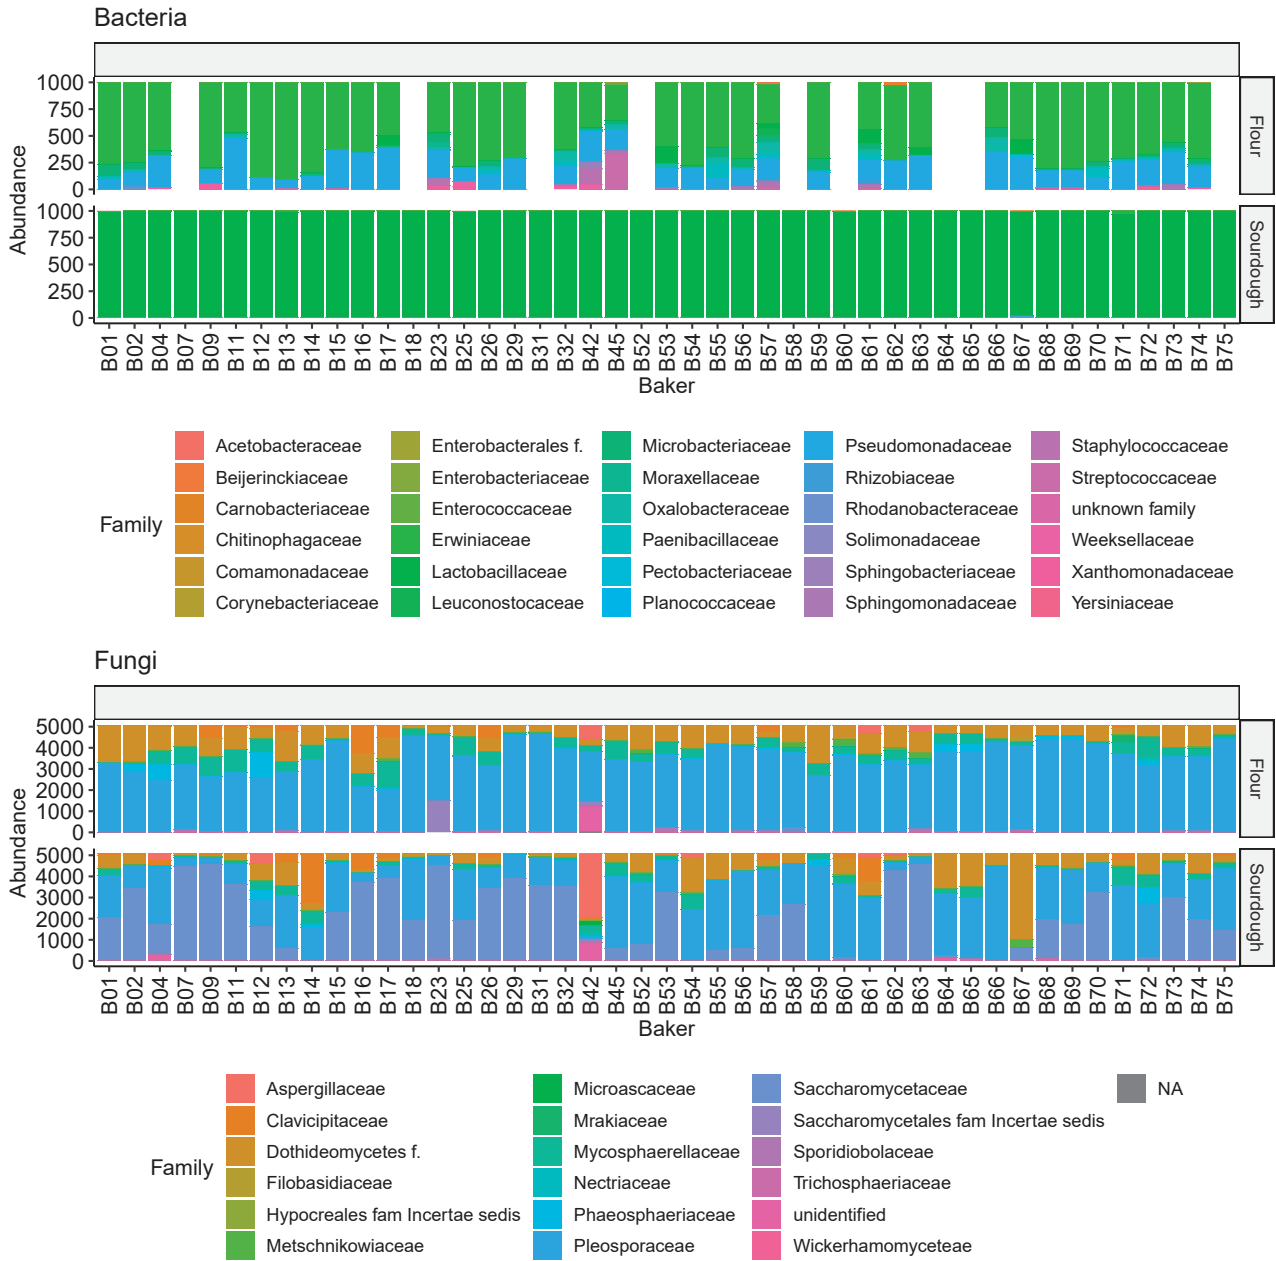 Bacteria
1000
750
500
250
0
Flour
1000
750
500
250
0
Sourdough
Abundance
B01 B02 B04 B07 B09 B11 B12 B13 B14 B15 B16 B17 B18 B23 B25 B26 B29 B31 B32 B42 B45 B52 B53 B54 B55 B56 B57 B58 B59 B60 B61 B62 B63 B64 B65 B66 B67 B68 B69 B70 B71 B72 B73 B74 B75
Baker
Family
Acetobacteraceae
Beijerinckiaceae
Carnobacteriaceae
Chitinophagaceae
Comamonadaceae
Corynebacteriaceae
Enterobacterales f.
Enterobacteriaceae
Enterococcaceae
Erwiniaceae
Lactobacillaceae
Leuconostocaceae
Microbacteriaceae
Moraxellaceae
Oxalobacteraceae
Paenibacillaceae
Pectobacteriaceae
Planococcaceae
Pseudomonadaceae
Rhizobiaceae
Rhodanobacteraceae
Solimonadaceae
Sphingobacteriaceae
Sphingomonadaceae
Staphylococcaceae
Streptococcaceae
unknown family
Weeksellaceae
Xanthomonadaceae
Yersiniaceae
Fungi
5000
4000
3000
2000
1000
0
Flour
5000
4000
3000
2000
1000
0
Sourdough
Abundance
B01 B02 B04 B07 B09 B11 B12 B13 B14 B15 B16 B17 B18 B23 B25 B26 B29 B31 B32 B42 B45 B52 B53 B54 B55 B56 B57 B58 B59 B60 B61 B62 B63 B64 B65 B66 B67 B68 B69 B70 B71 B72 B73 B74 B75
Baker
Family
Aspergillaceae
Clavicipitaceae
Dothideomycetes f.
Filobasidiaceae
Hypocreales fam Incertae sedis
Metschnikowiaceae
Microascaceae
Mrakiaceae
Mycosphaerellaceae
Nectriaceae
Phaeosphaeriaceae
Pleosporaceae
Saccharomycetaceae
Saccharomycetales fam Incertae sedis
Sporidiobolaceae
Trichosphaeriaceae
unidentified
Wickerhamomyceteae
NA